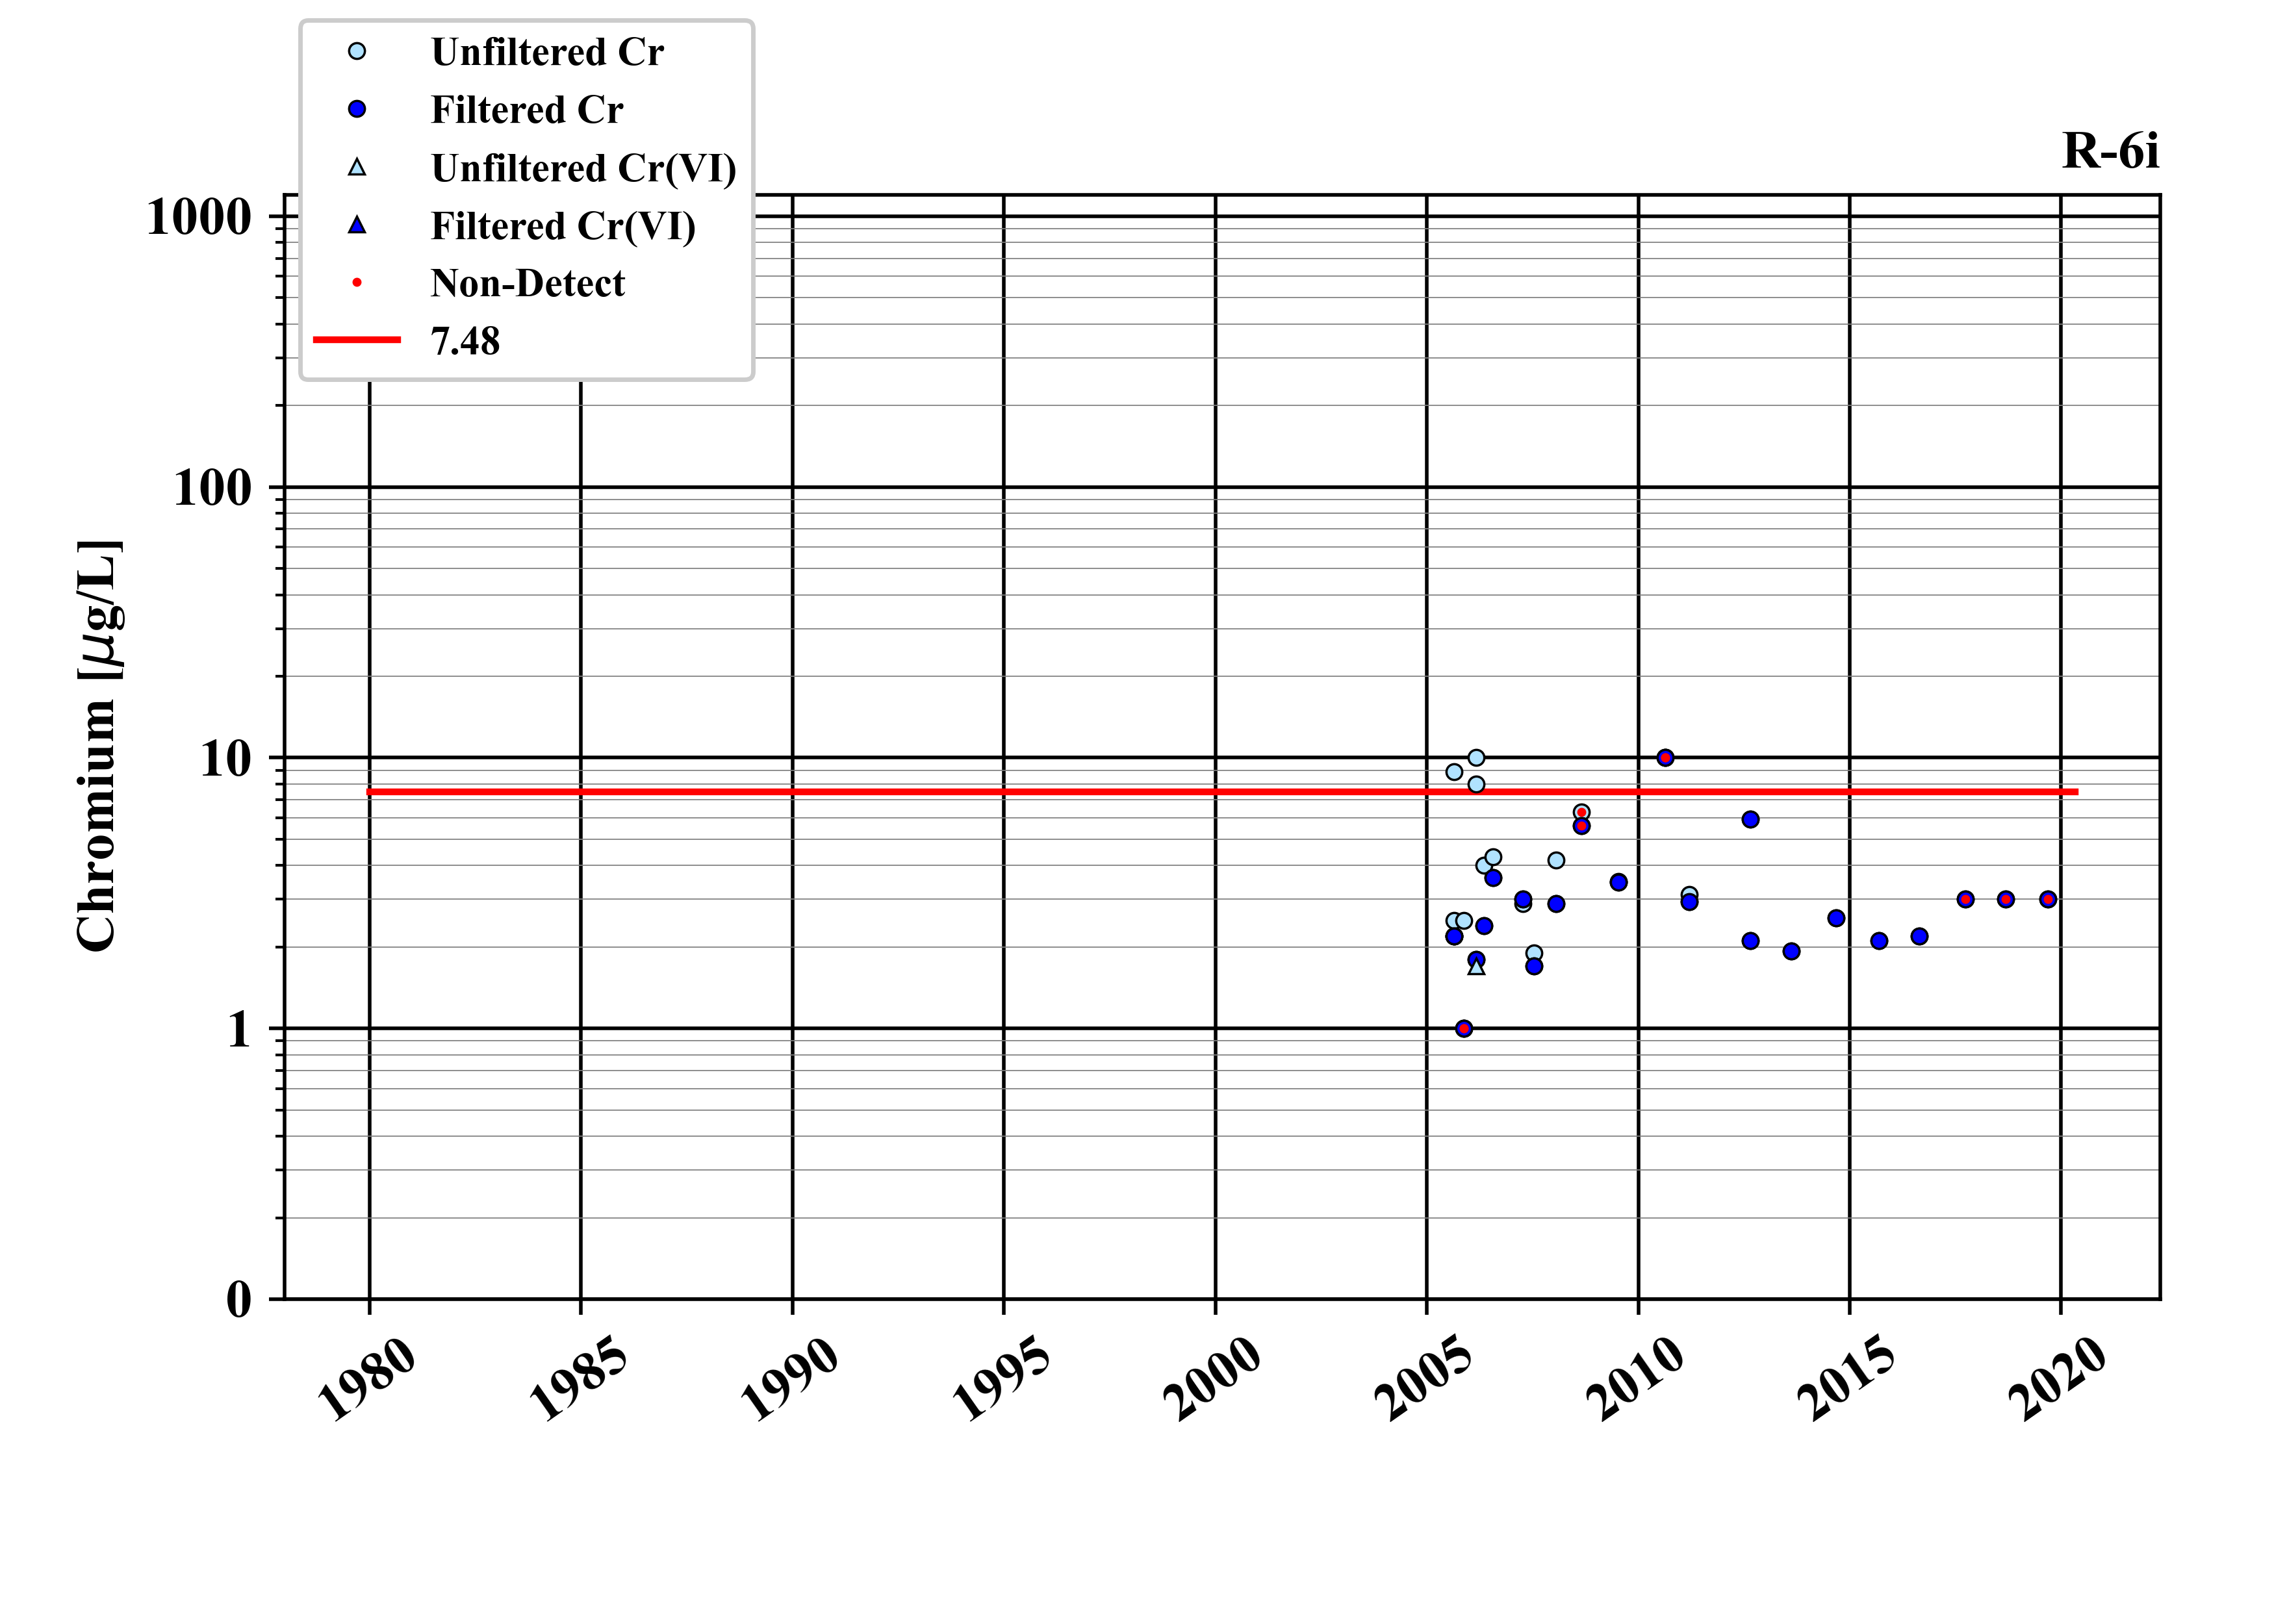 Unfiltered Cr
Filtered Cr
Unfiltered Cr(VI)
Filtered Cr(VI)
Non-Detect
7.48
R-6i
1000
100
10
1
0
Chromium [μg/L]
1980
1985
1990
1995
2000
2005
2010
2015
2020